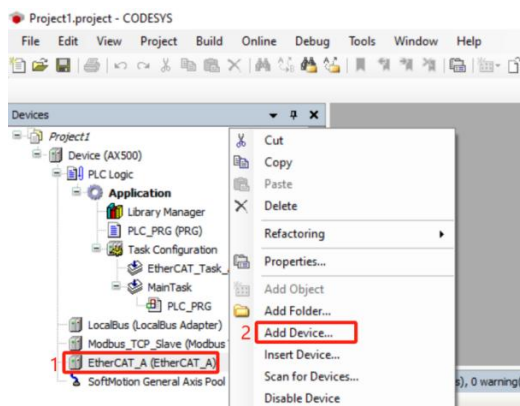 Project1.project - CODESYS
File Edit View Project Build Online Debug Tools Window Help
Devices
Project1
Device (AX500)
PLC Logic
Application
Library Manager
PLC_PRG (PRG)
Task Configuration
EtherCAT_Task_
MainTask
PLC_PRG
LocalBus (LocalBus Adapter)
Modbus_TCP_Slave (Modbus
1 EtherCAT_A (EtherCAT_A)
SoftMotion General Axis Pool
Cut
Copy
Paste
Delete
Refactoring
Properties...
Add Object
Add Folder...
2 Add Device...
Insert Device...
Scan for Devices...
Disable Device
s), 0 warning(